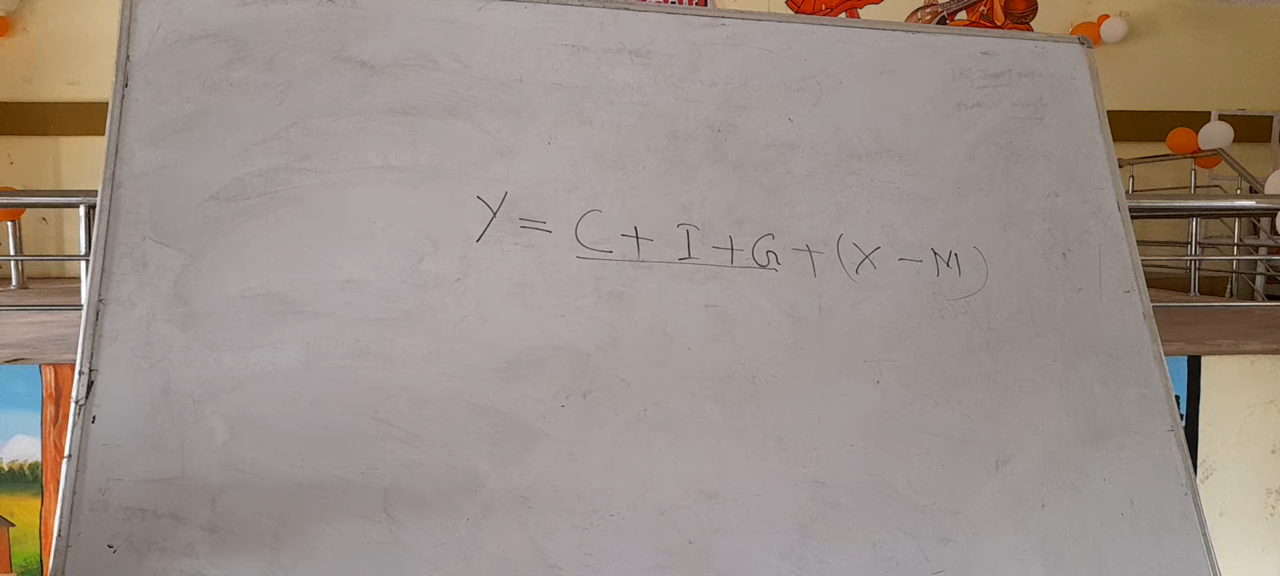 Y = C + I + G + (X - M)